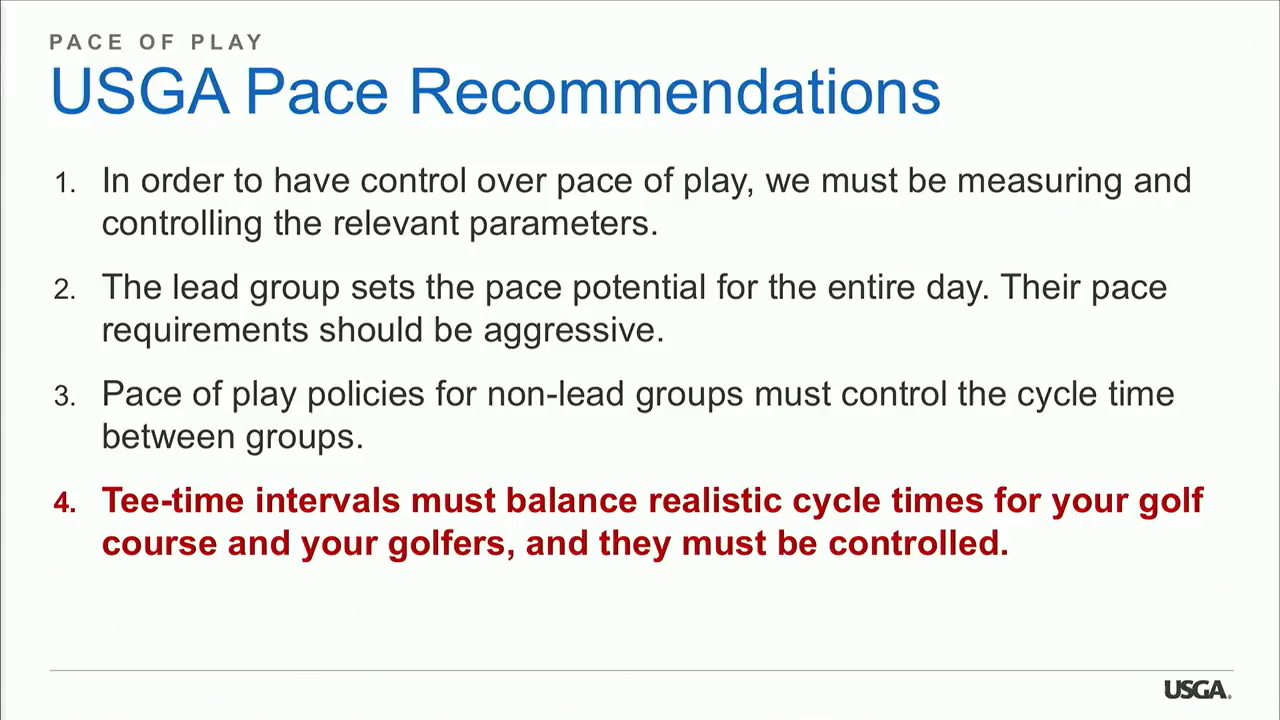 PACE OF PLAY
USGA Pace Recommendations
1. In order to have control over pace of play, we must be measuring and
controlling the relevant parameters.
2. The lead group sets the pace potential for the entire day. Their pace
requirements should be aggressive.
3. Pace of play policies for non-lead groups must control the cycle time
between groups.
4. Tee-time intervals must balance realistic cycle times for your golf
course and your golfers, and they must be controlled.
USGA.